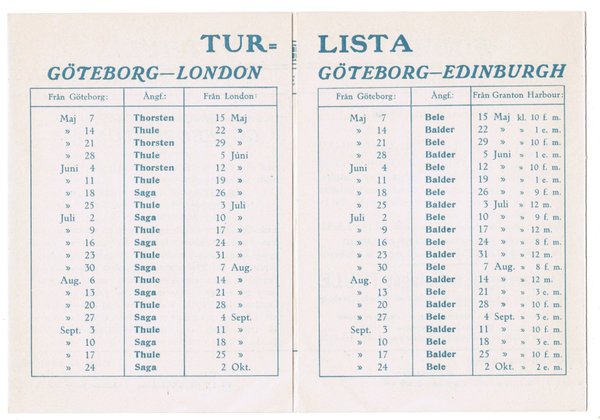 TUR= LISTA
GÖTEBORG—LONDON
Från Göteborg: Ångf.: Från London:
Maj 7 Thorsten 15 Maj
» 14 Thule 22 »
» 21 Thorsten 29 »
» 28 Thule 5 Juni
Juni 4 Thorsten 12 »
» 11 Thule 19 »
» 18 Saga 26 »
» 25 Thule 3 Juli
Juli 2 Saga 10 »
» 9 Thule 17 »
» 16 Saga 24 »
» 23 Thule 31 »
» 30 Saga 7 Aug.
Aug. 6 Thule 14 »
» 13 Saga 21 »
» 20 Thule 28 »
» 27 Saga 4 Sept.
Sept. 3 Thule 11 »
» 10 Saga 18 »
» 17 Thule 25 »
» 24 Saga 2 Okt.
GÖTEBORG—EDINBURGH
Från Göteborg: Ångf.: Från Granton Harbour:
Maj 7 Bele 15 Maj kl. 10 f. m.
» 14 Balder 22 » » 1 e. m.
» 21 Bele 29 » » 10 f. m.
» 28 Balder 5 Juni » 1 e. m.
Juni 4 Bele 12 » » 10 f. m.
» 11 Balder 19 » » 1 e. m.
» 18 Bele 26 » » 9 f. m.
» 25 Balder 3 Juli » 12 m.
Juli 2 Bele 10 » » 9 f. m.
» 9 Balder 17 » » 12 m.
» 16 Bele 24 » » 8 f. m.
» 23 Balder 31 » » 12 m.
» 30 Bele 7 Aug. » 8 f. m.
Aug. 6 Balder 14 » » 12 m.
» 13 Bele 21 » » 3 e. m.
» 20 Balder 28 » » 10 f. m.
» 27 Bele 4 Sept. » 3 e. m.
Sept. 3 Balder 11 » » 10 f. m.
» 10 Bele 18 » » 3 e. m.
» 17 Balder 25 » » 10 f. m.
» 24 Bele 2 Okt. » 2 e. m.